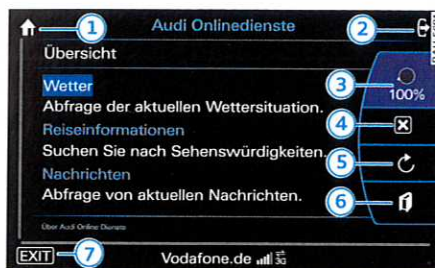 1 Audi Onlinedienste 2
Übersicht
Wetter
3
100%
Abfrage der aktuellen Wettersituation.
4
Reiseinformationen
Suchen Sie nach Sehenswürdigkeiten.
5
Nachrichten
Abfrage von aktuellen Nachrichten.
6
Über Audi Online Dienste
EXIT 7 Vodafone.de 3G